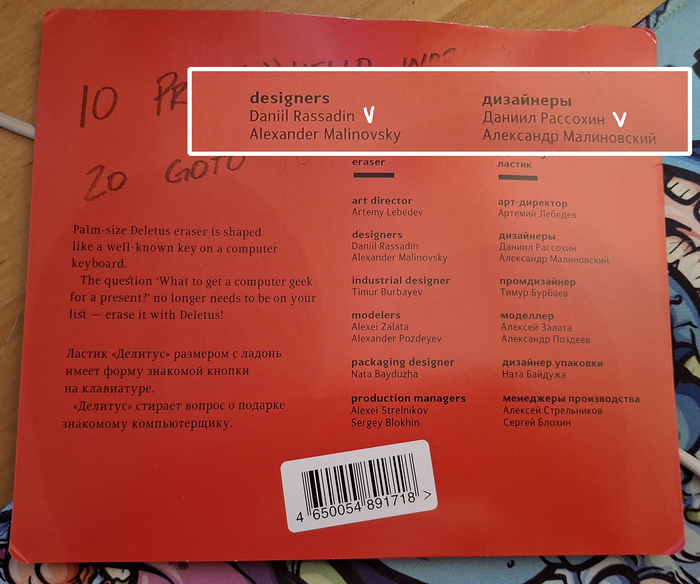 10
designers
Daniil Rassadin V
Alexander Malinovsky
дизайнеры
Даниил Рассохин V
Александр Малиновский
20 GOTO
eraser
art director
Artemy Lebedev
designers
Daniil Rassadin
Alexander Malinovsky
industrial designer
Timur Burbayev
modelers
Alexei Zalata
Alexander Pozdeyev
packaging designer
Nata Bayduzha
production managers
Alexei Strelnikov
Sergey Blokhin
ластик
арт-директор
Артемий Лебедев
дизайнеры
Даниил Рассохин
Александр Малиновский
промдизайнер
Тимур Бурбаев
моделлер
Алексей Залата
Александр Поздеев
дизайнер упаковки
Ната Байдужа
менеджеры производства
Алексей Стрельников
Сергей Блохин
Palm-size Deletus eraser is shaped
like a well-known key on a computer
keyboard.
The question ‘What to get a computer geek
for a present?’ no longer needs to be on your
list — erase it with Deletus!
Ластик «Делитус» размером с ладонь
имеет форму знакомой кнопки
на клавиатуре.
«Делитус» стирает вопрос о подарке
знакомому компьютерщику.
4 650054 891718 >